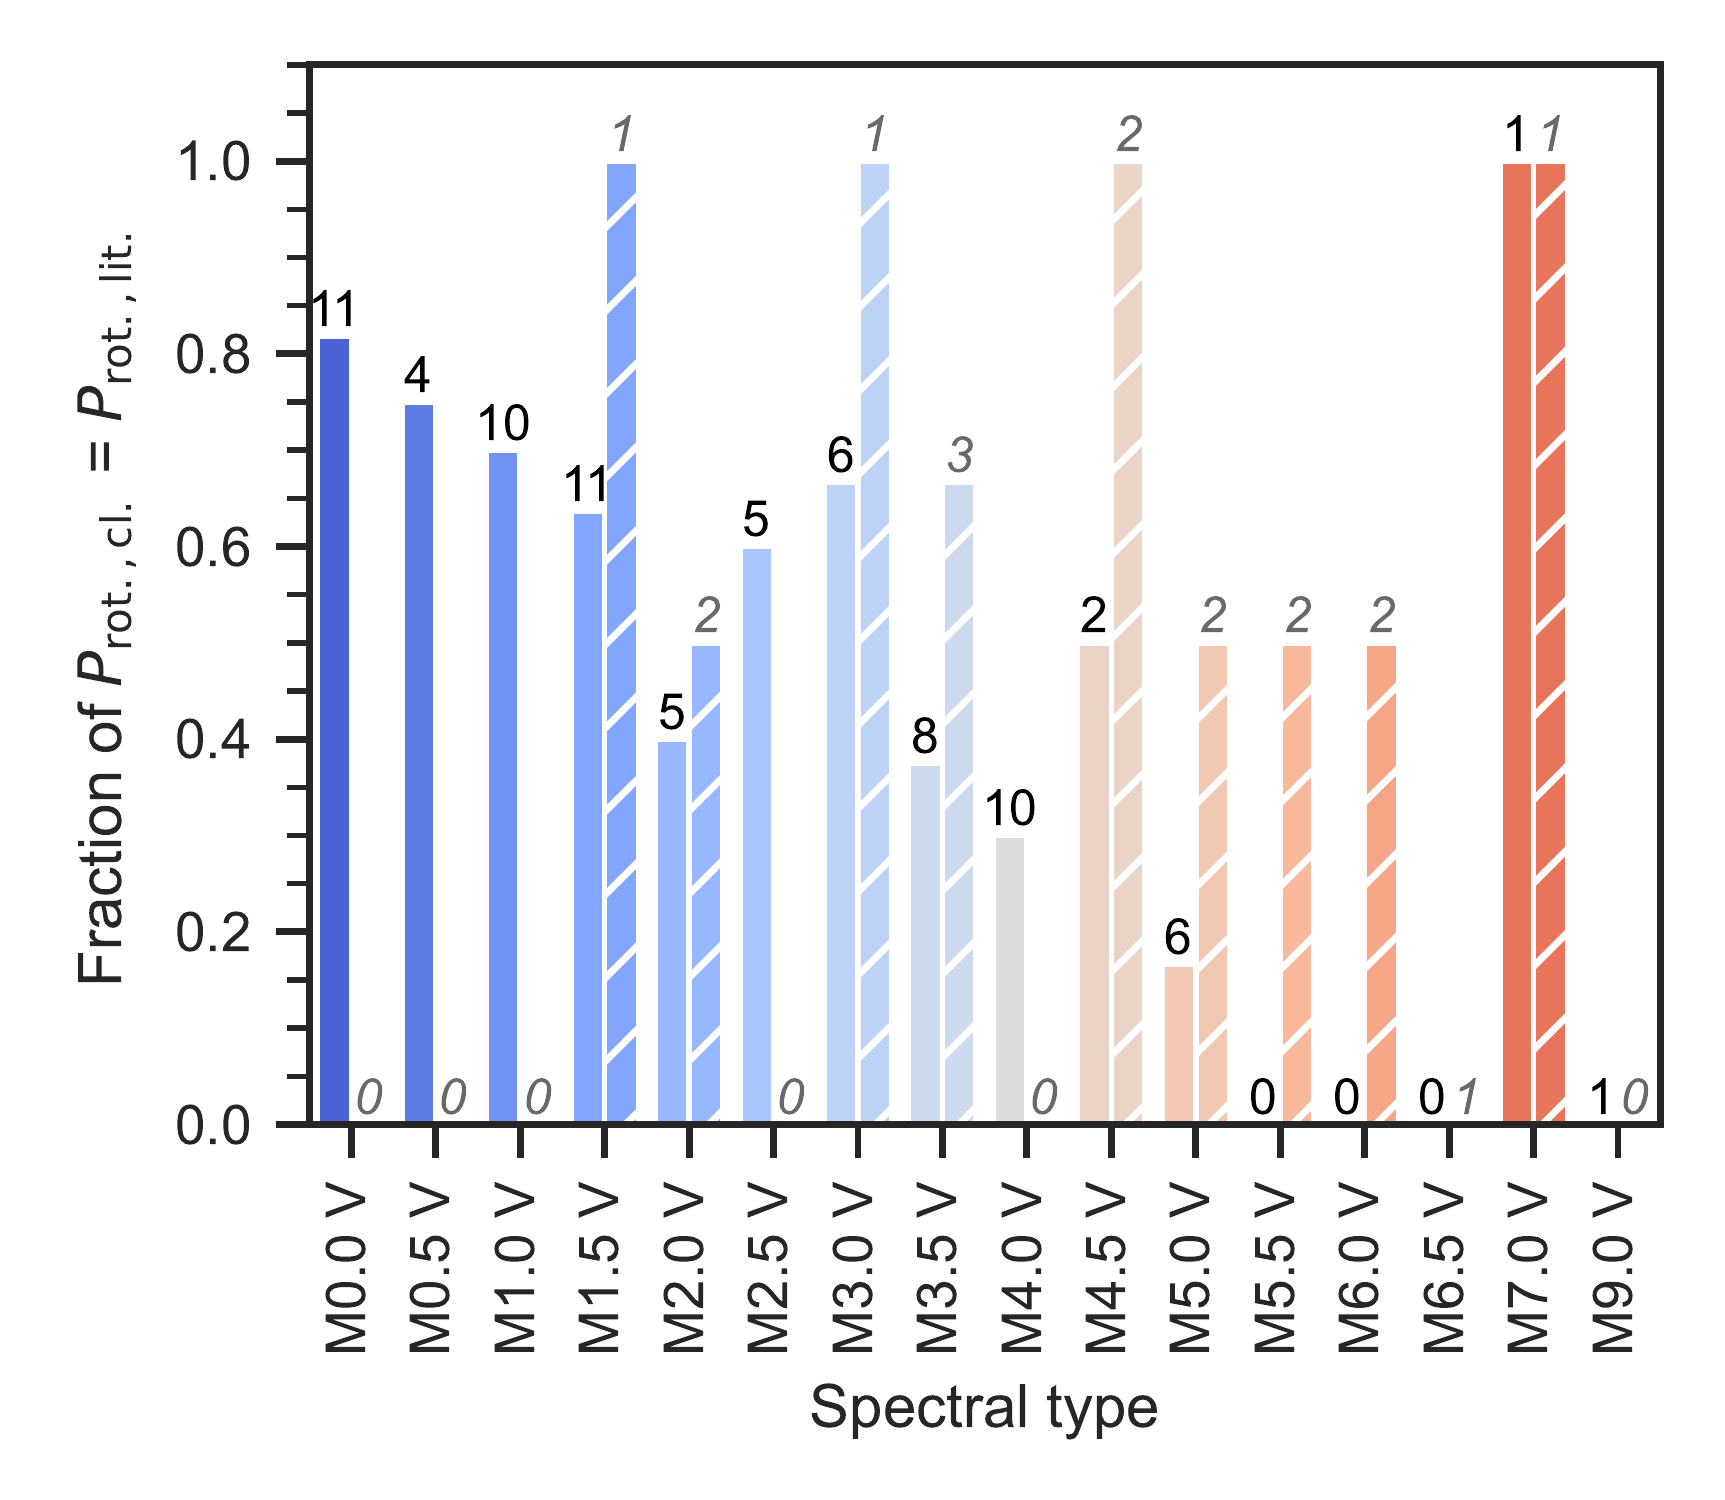 Fraction of P rot., cl. = P rot., lit.
1.0
0.8
0.6
0.4
0.2
0.0
11 0
4 0
10 0
11 1
5 2
5 0
6 1
8 3
10 0
2 2
6 2
0 2
0 2
0 1
1 1
1 0
M0.0 V
M0.5 V
M1.0 V
M1.5 V
M2.0 V
M2.5 V
M3.0 V
M3.5 V
M4.0 V
M4.5 V
M5.0 V
M5.5 V
M6.0 V
M6.5 V
M7.0 V
M9.0 V
Spectral type